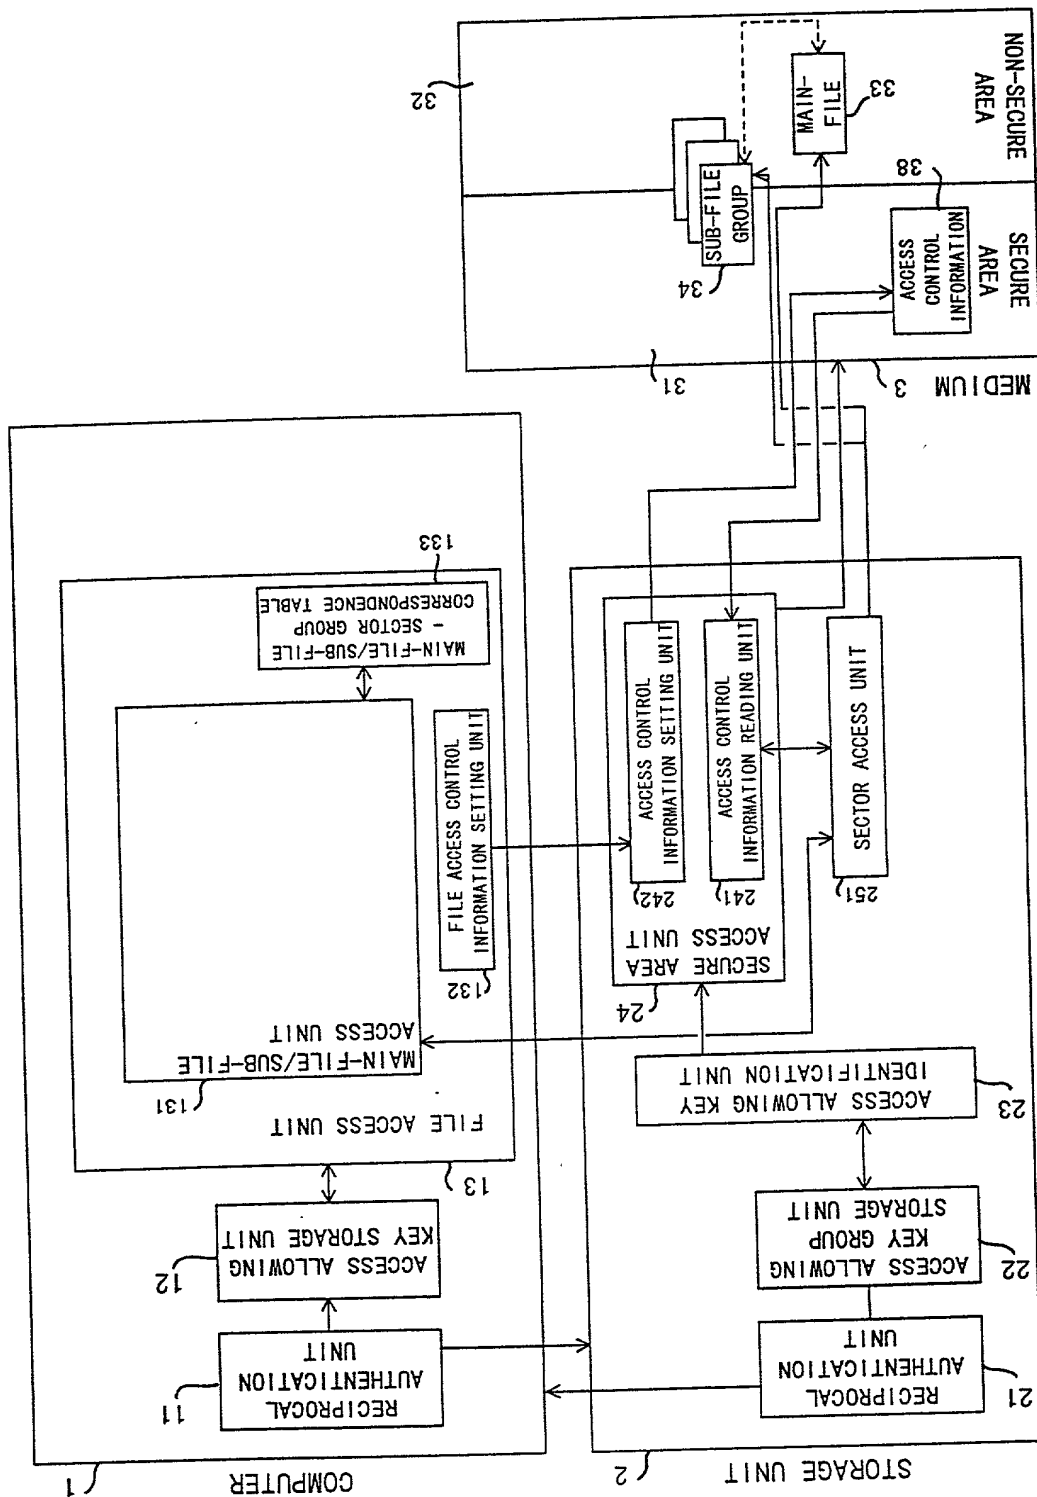 COMPUTER
1
RECIPROCAL
AUTHENTICATION
UNIT
11
ACCESS ALLOWING
KEY STORAGE UNIT
12
13
FILE ACCESS UNIT
131
MAIN-FILE/SUB-FILE
ACCESS UNIT
132
FILE ACCESS CONTROL
INFORMATION SETTING UNIT
MAIN-FILE/SUB-FILE
- SECTOR GROUP
CORRESPONDENCE TABLE
133
STORAGE UNIT
2
RECIPROCAL
AUTHENTICATION
UNIT
21
ACCESS ALLOWING
KEY GROUP
STORAGE UNIT
22
ACCESS ALLOWING KEY
IDENTIFICATION UNIT
23
24
SECURE AREA
ACCESS UNIT
242
ACCESS CONTROL
INFORMATION SETTING UNIT
241
ACCESS CONTROL
INFORMATION READING UNIT
251
SECTOR ACCESS UNIT
MEDIUM
3
31
SECURE
AREA
ACCESS
CONTROL
INFORMATION
38
34
SUB-FILE
GROUP
MAIN-
FILE
33
32
NON-SECURE
AREA